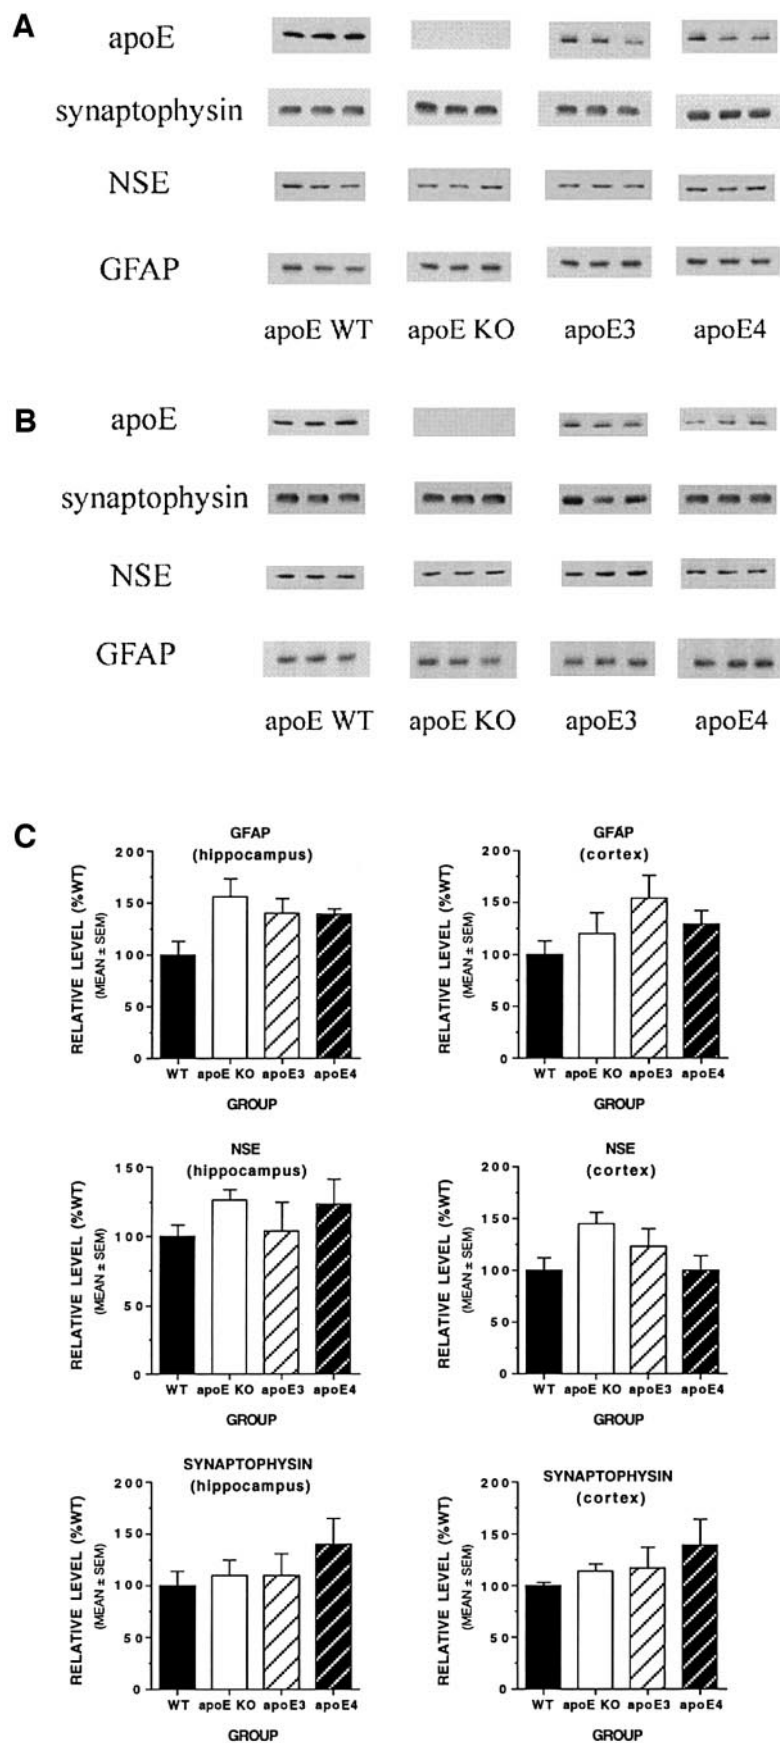 A
apoE
synaptophysin
NSE
GFAP
apoE WT apoE KO apoE3 apoE4
B
apoE
synaptophysin
NSE
GFAP
apoE WT apoE KO apoE3 apoE4
C
GFAP
(hippocampus)
RELATIVE LEVEL (%WT)
(MEAN ± SEM)
200
150
100
50
0
WT apoE KO apoE3 apoE4
GROUP
GFAP
(cortex)
RELATIVE LEVEL (%WT)
(MEAN ± SEM)
200
150
100
50
0
WT apoE KO apoE3 apoE4
GROUP
NSE
(hippocampus)
RELATIVE LEVEL (%WT)
(MEAN ± SEM)
150
100
50
0
WT apoE KO apoE3 apoE4
GROUP
NSE
(cortex)
RELATIVE LEVEL (%WT)
(MEAN ± SEM)
200
150
100
50
0
WT apoE KO apoE3 apoE4
GROUP
SYNAPTOPHYSIN
(hippocampus)
RELATIVE LEVEL (%WT)
(MEAN ± SEM)
200
150
100
50
0
WT apoE KO apoE3 apoE4
GROUP
SYNAPTOPHYSIN
(cortex)
RELATIVE LEVEL (%WT)
(MEAN ± SEM)
200
150
100
50
0
WT apoE KO apoE3 apoE4
GROUP